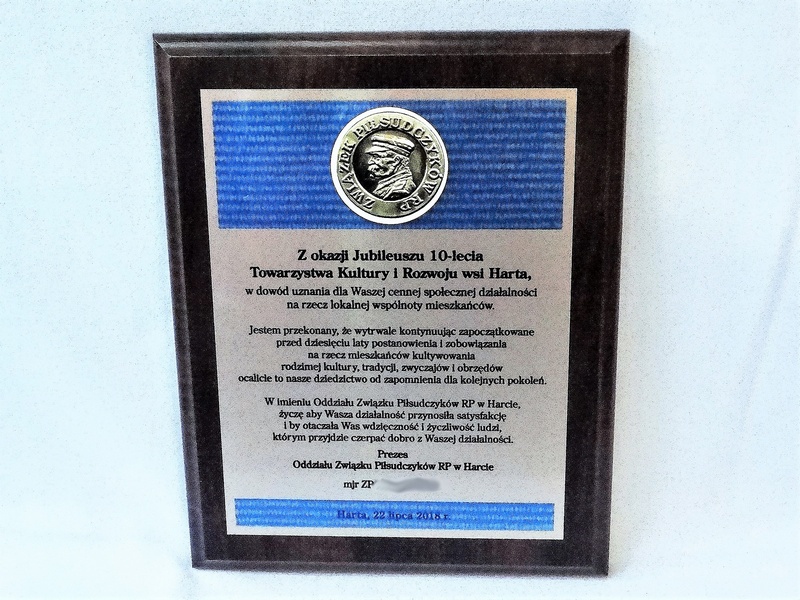 ZWIĄZEK PIŁSUDCZYKÓW RP
Z okazji Jubileuszu 10-lecia
Towarzystwa Kultury i Rozwoju wsi Harta,
w dowód uznania dla Waszej cennej społecznej działalności
na rzecz lokalnej wspólnoty mieszkańców.
Jestem przekonany, że wytrwale kontynuując zapoczątkowane
przed dziesięciu laty postanowienia i zobowiązania
na rzecz mieszkańców kultywowania
rodzimej kultury, tradycji, zwyczajów i obrzędów
ocalicie to nasze dziedzictwo od zapomnienia dla kolejnych pokoleń.
W imieniu Oddziału Związku Piłsudczyków RP w Harcie,
życzę aby Wasza działalność przynosiła satysfakcję
i by otaczała Was wdzięczność i życzliwość ludzi,
którym przyjdzie czerpać dobro z Waszej działalności.
Prezes
Oddziału Związku Piłsudczyków RP w Harcie
mjr ZP
Harta, 22 lipca 2018 r.